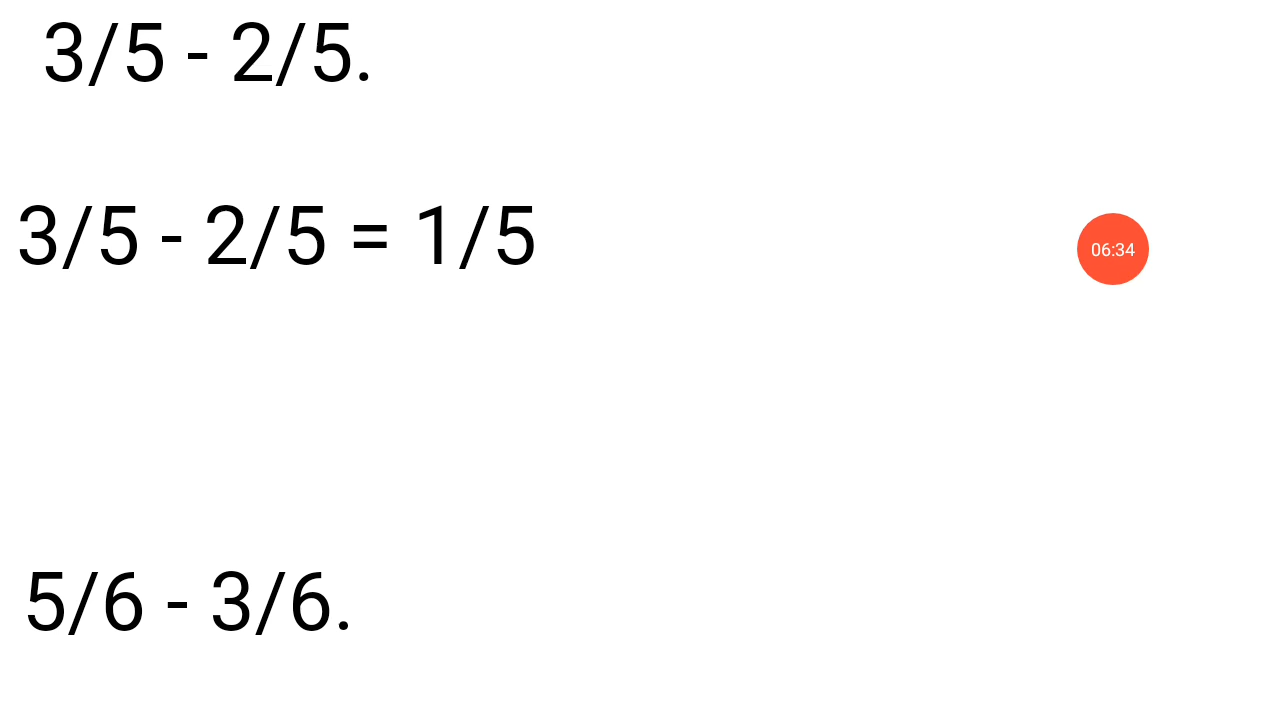 3/5 - 2/5.
3/5 - 2/5 = 1/5
06:34
5/6 - 3/6.